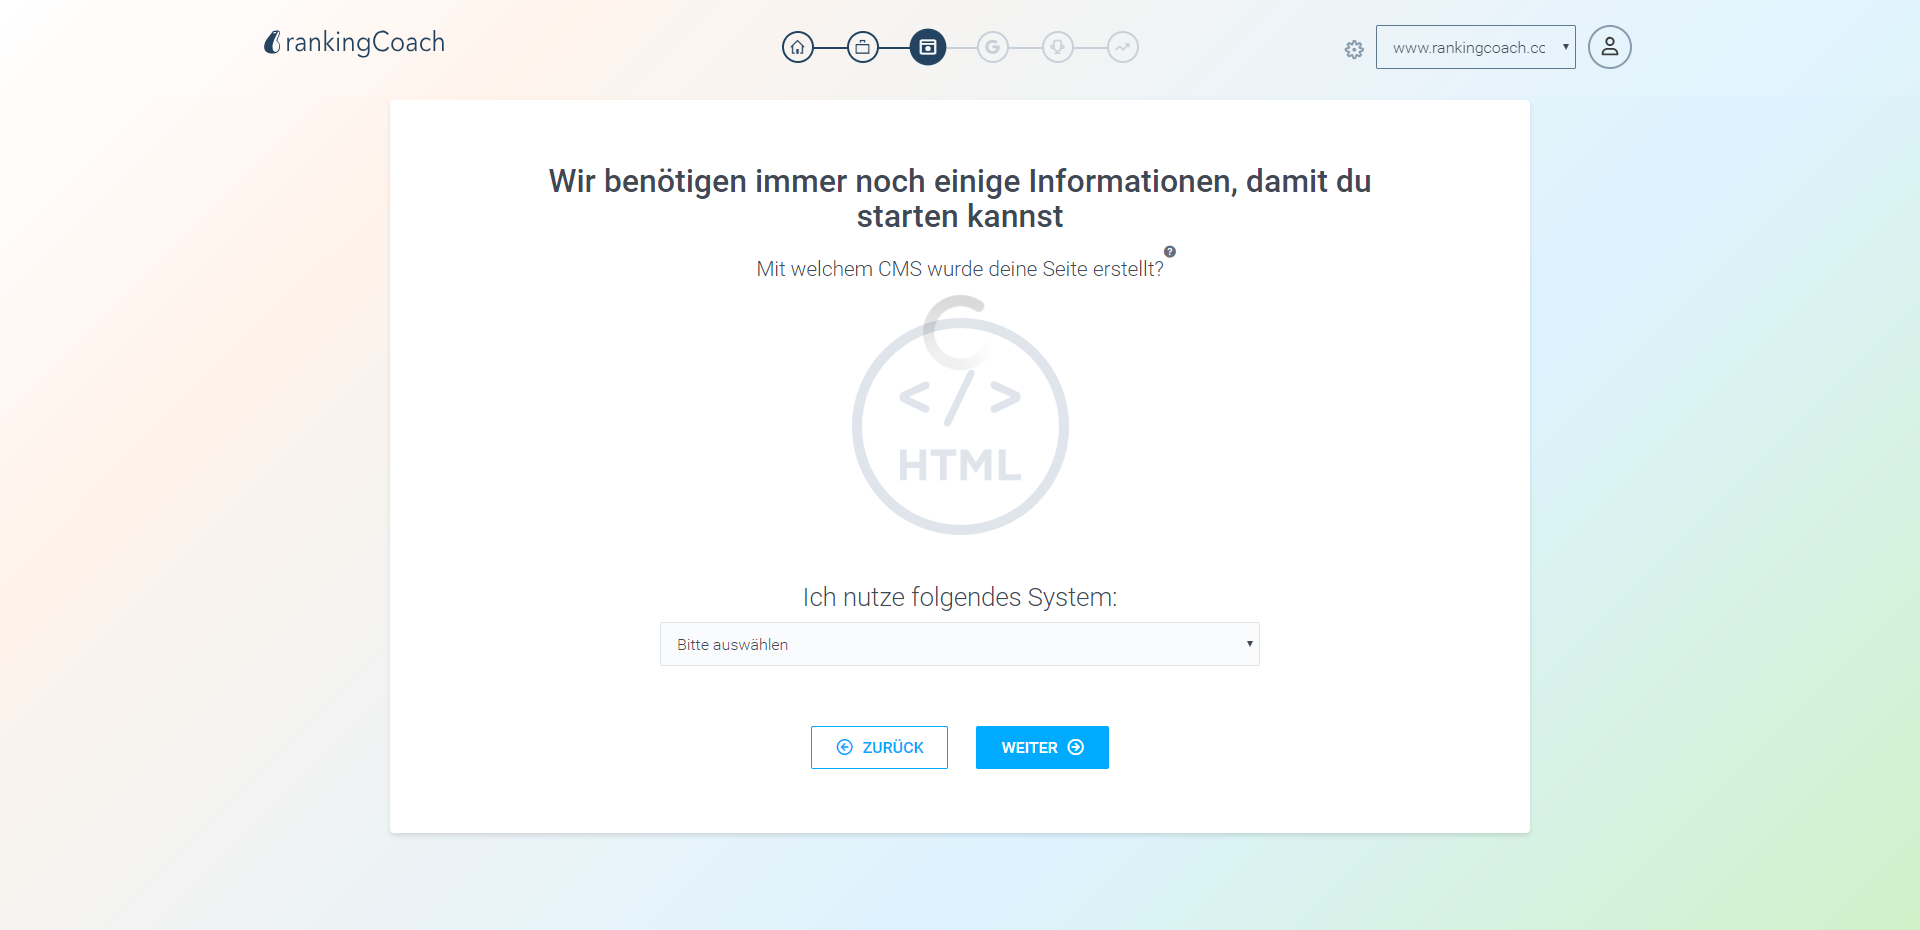 rankingCoach
www.rankingcoach.cc
Wir benötigen immer noch einige Informationen, damit du
starten kannst
Mit welchem CMS wurde deine Seite erstellt?
</>
HTML
Ich nutze folgendes System:
Bitte auswählen
ZURÜCK
WEITER